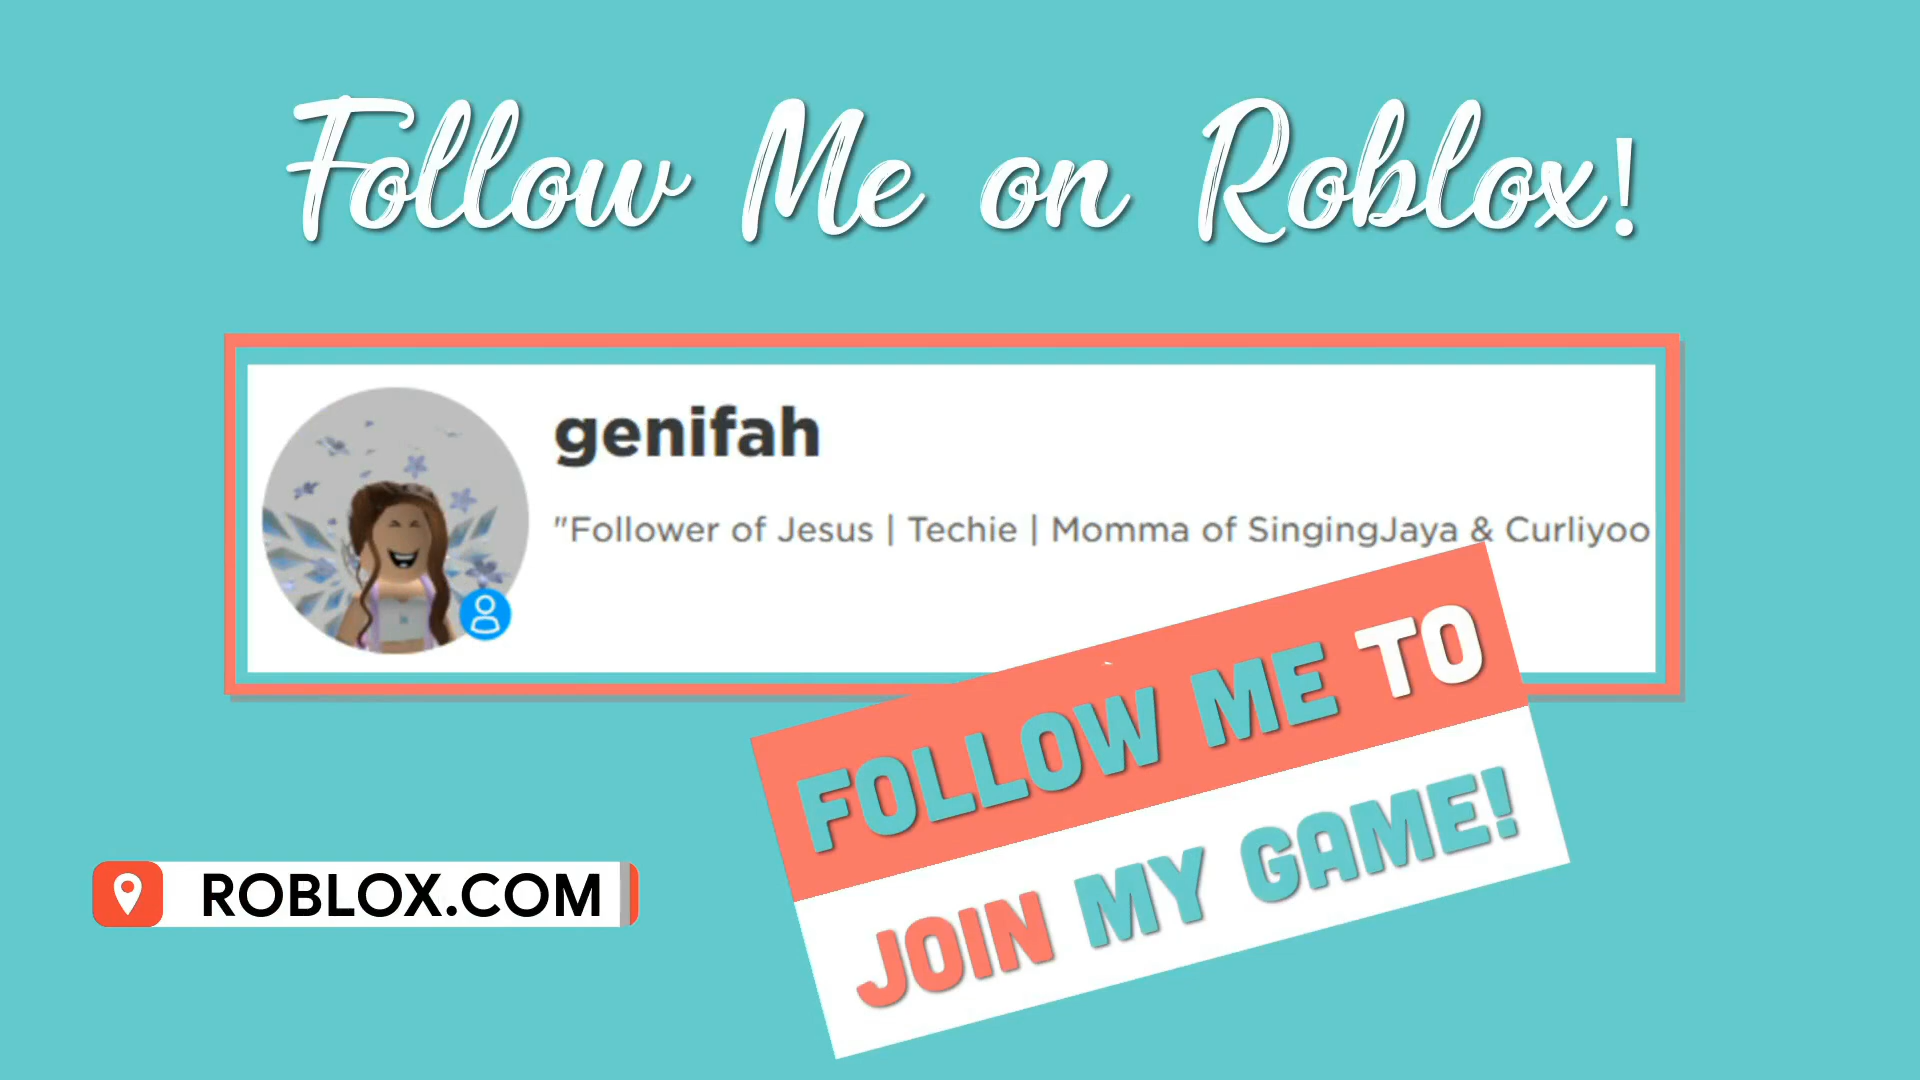 Follow Me on Roblox!
genifah
"Follower of Jesus | Techie | Momma of SingingJaya & Curliyoo
FOLLOW ME TO
JOIN MY GAME!
ROBLOX.COM